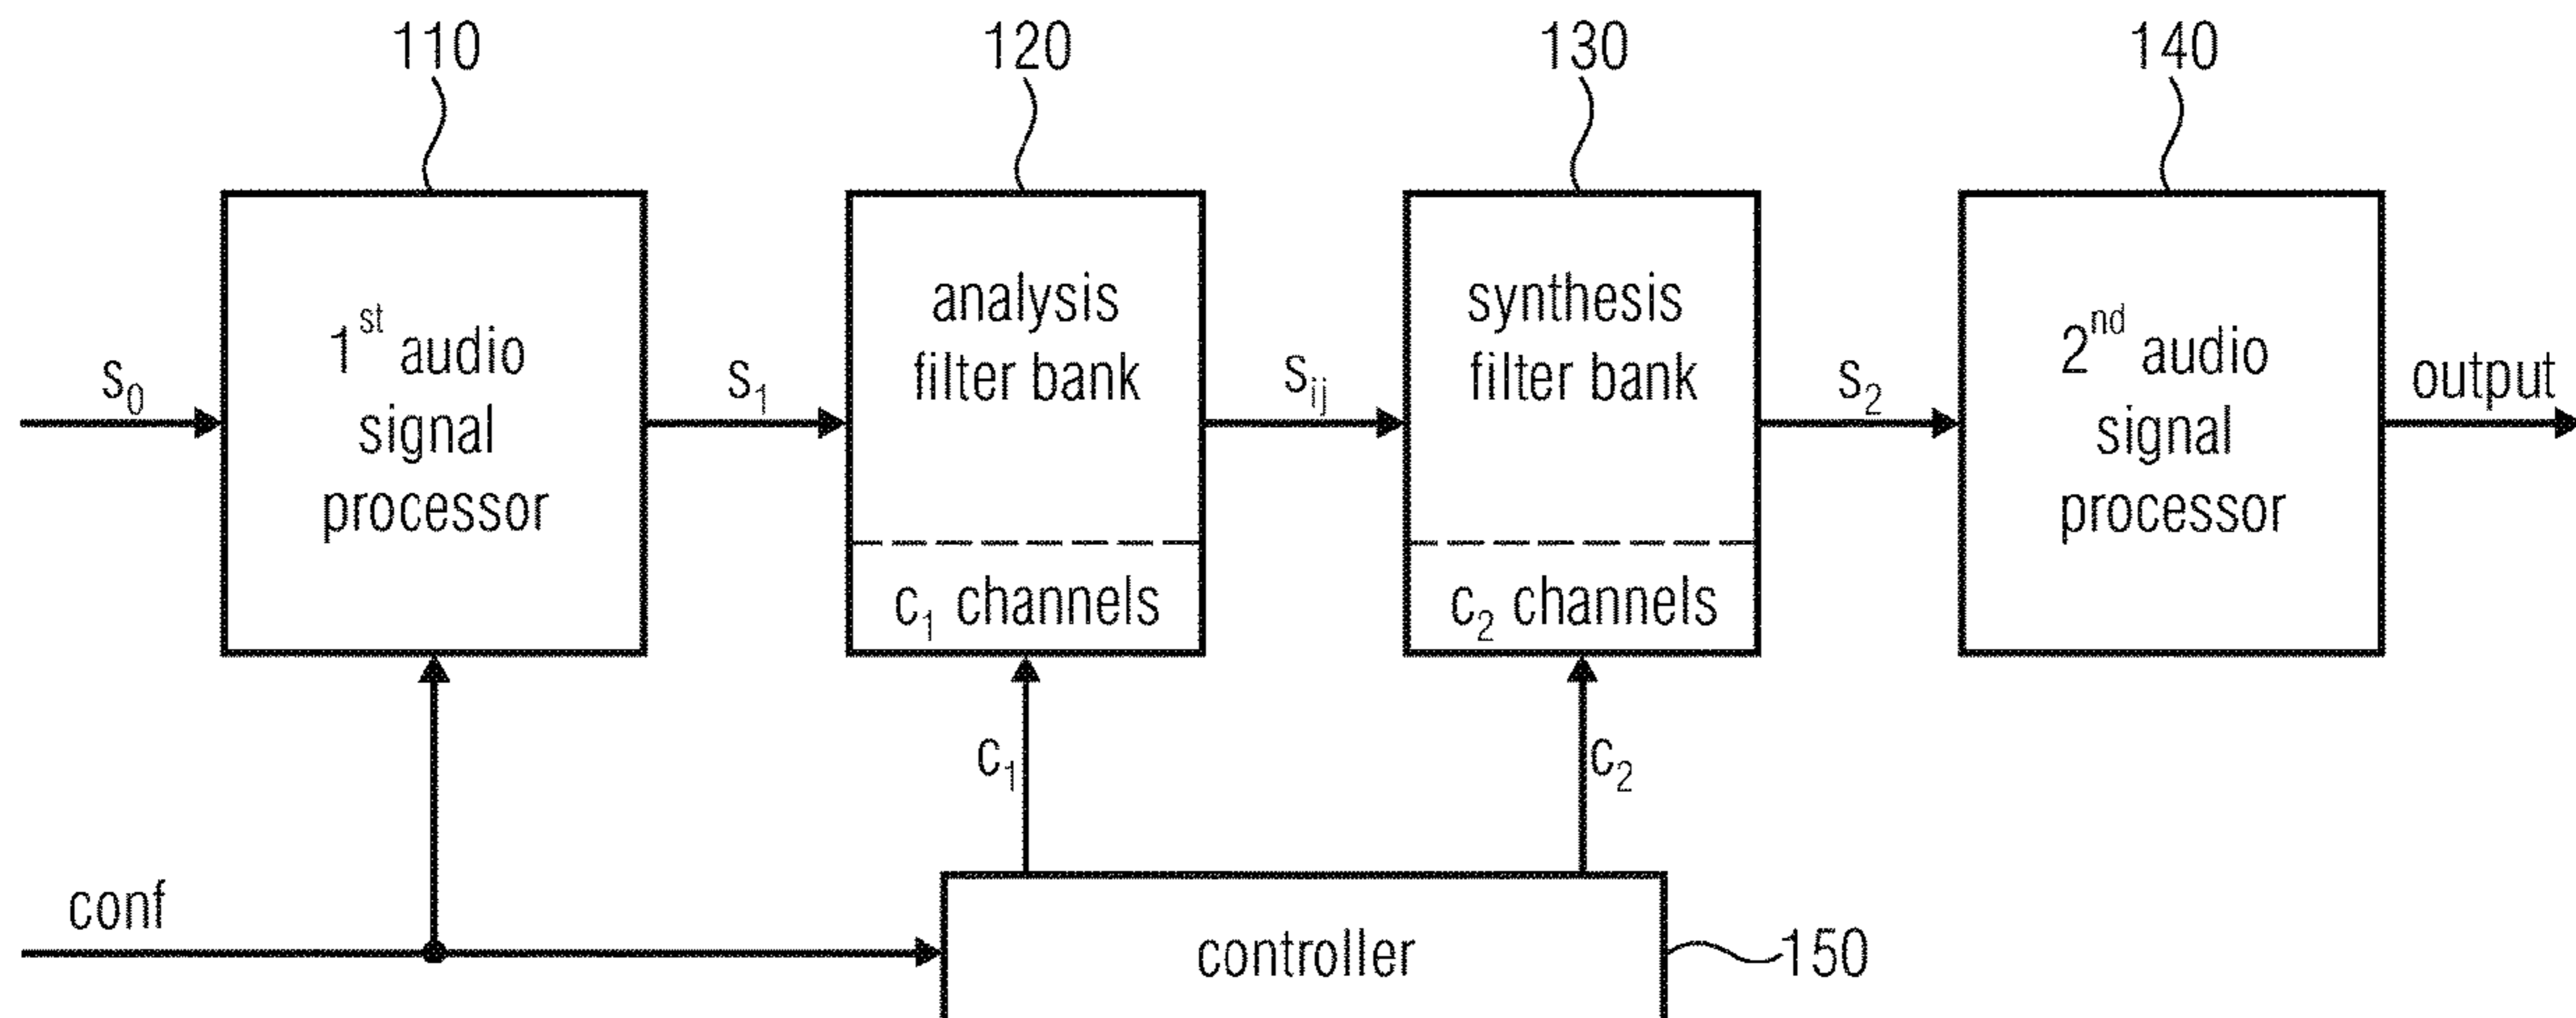 110
120
130
140
s₀
1ˢᵗ audio
signal
processor
s₁
analysis
filter bank
c₁ channels
sᵢⱼ
synthesis
filter bank
c₂ channels
s₂
2ⁿᵈ audio
signal
processor
output
c₁
c₂
conf
controller
150